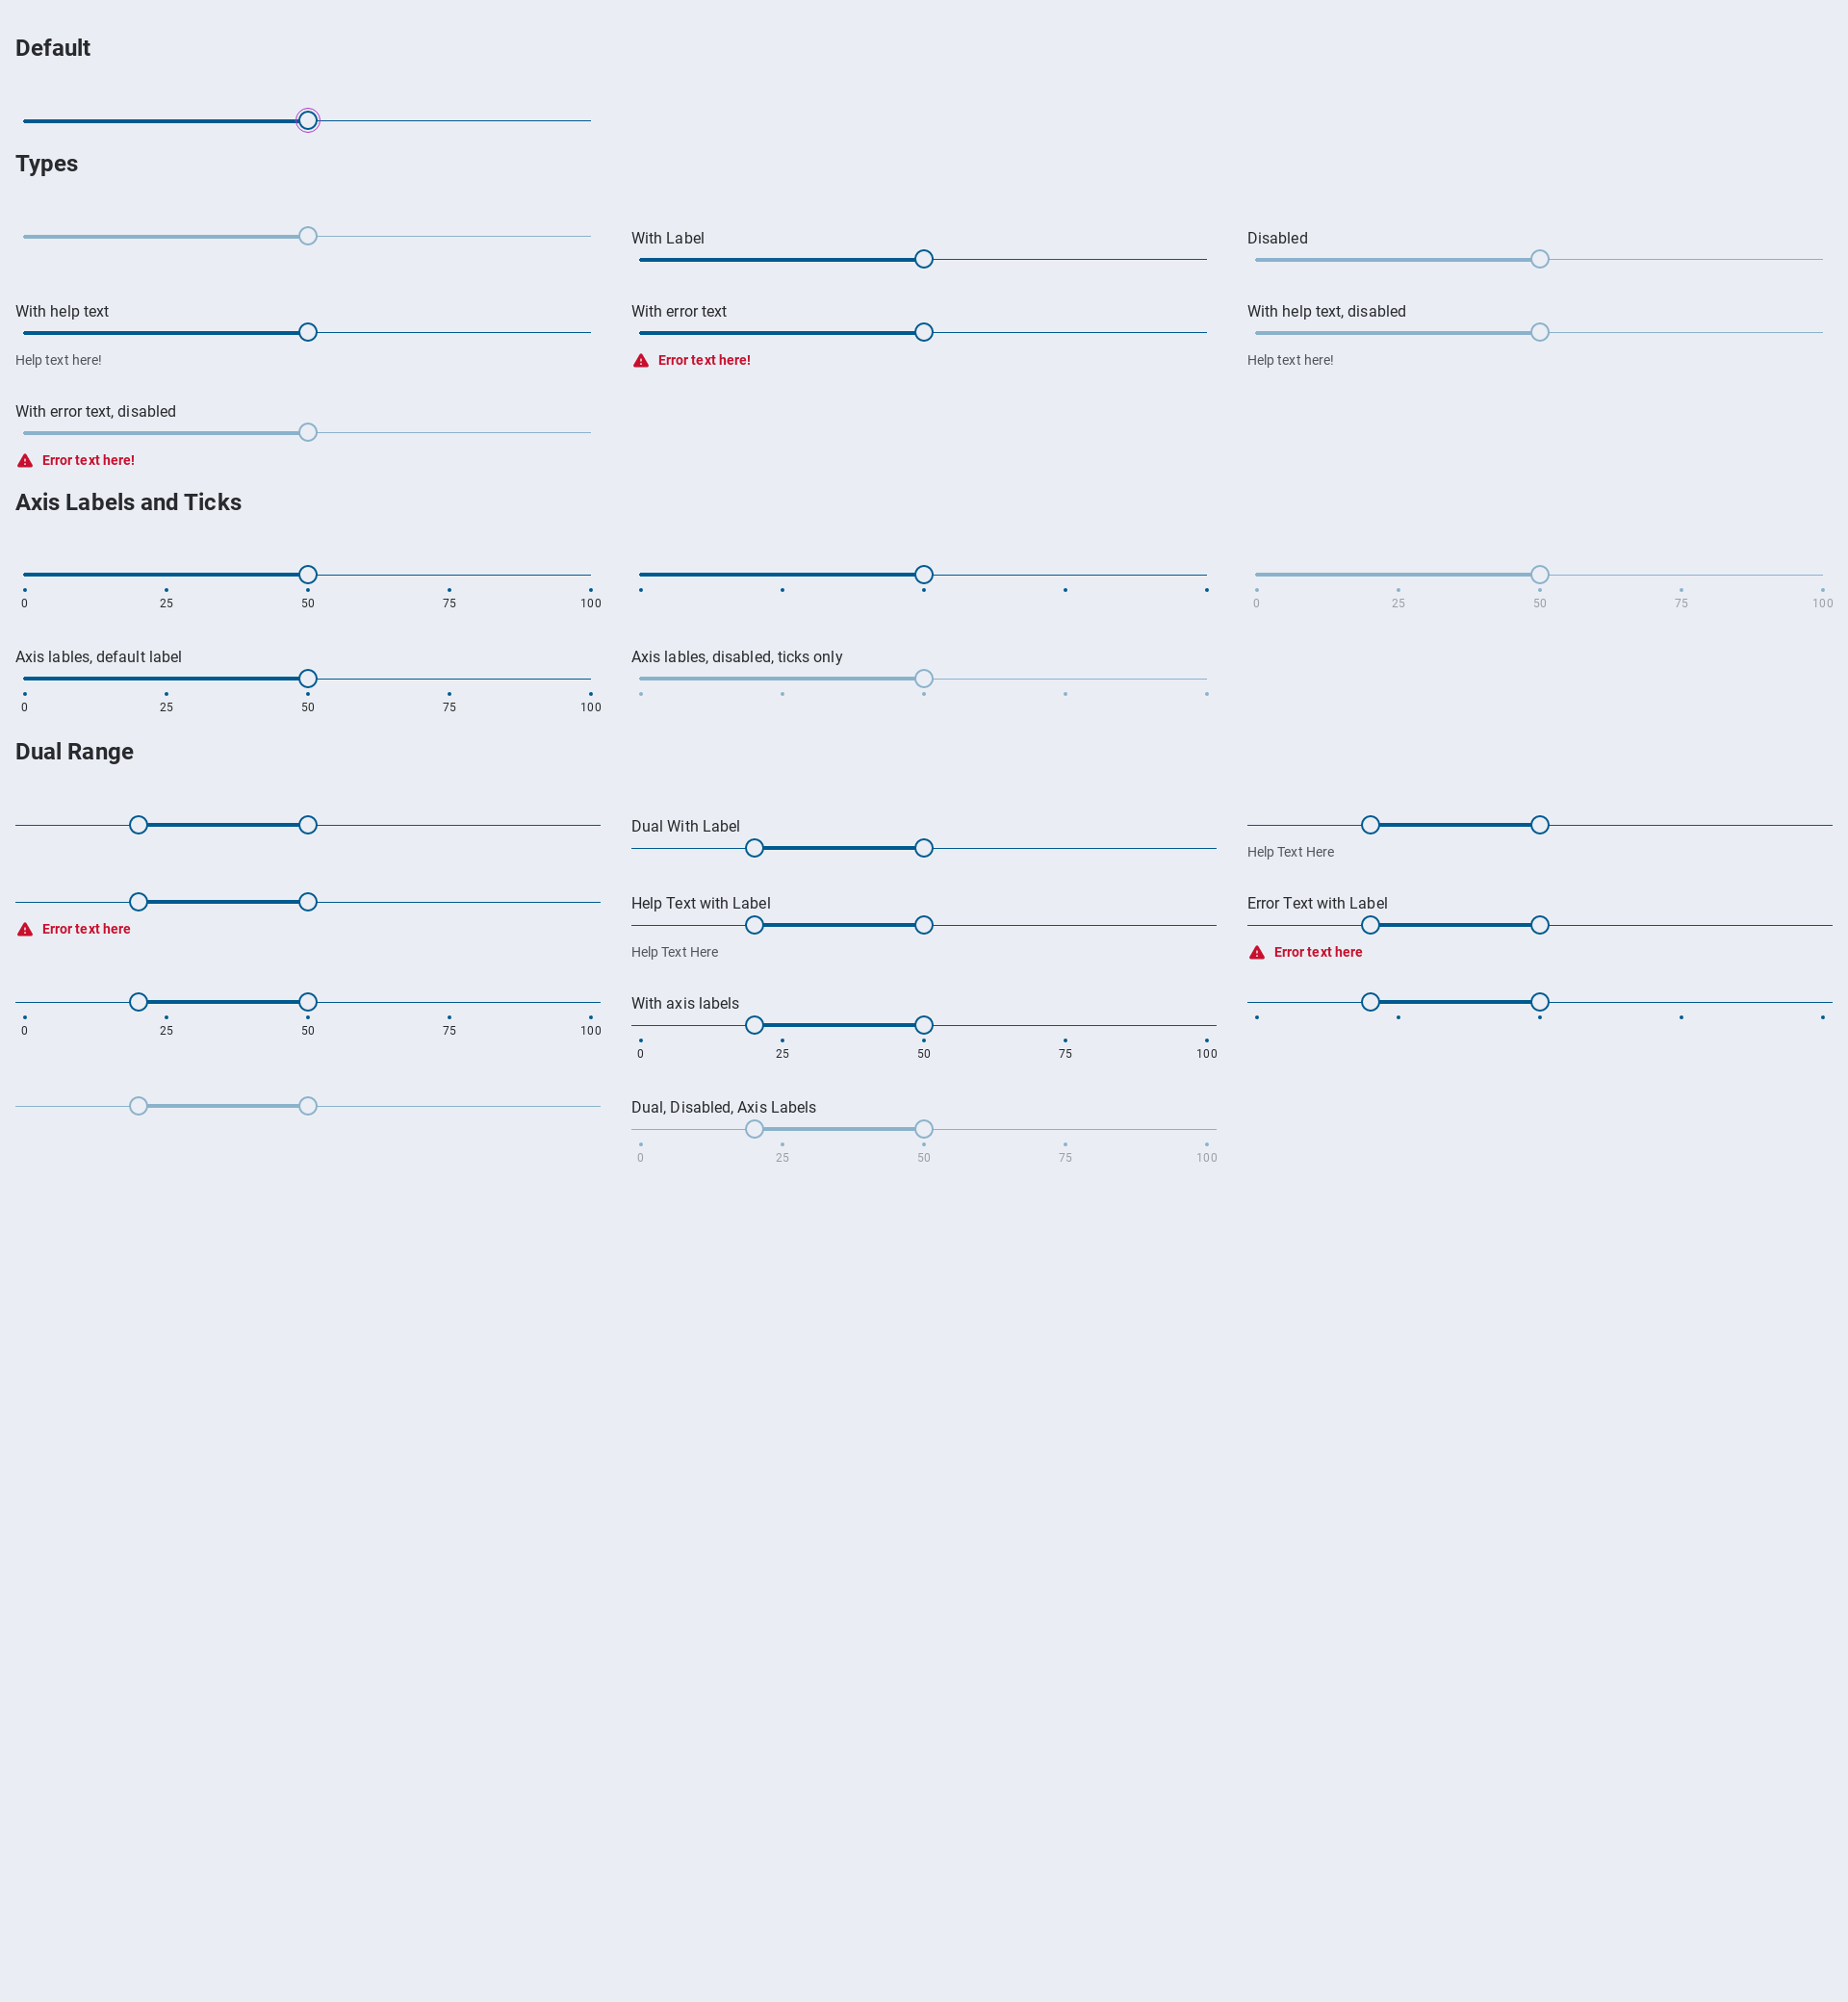 Default
Types
With Label
Disabled
With help text
With error text
With help text, disabled
Help text here!
Error text here!
Help text here!
With error text, disabled
Error text here!
Axis Labels and Ticks
0 25 50 75 100
0 25 50 75 100
Axis lables, default label
Axis lables, disabled, ticks only
0 25 50 75 100
Dual Range
Dual With Label
Help Text Here
Help Text with Label
Error Text with Label
Error text here
Help Text Here
Error text here
With axis labels
0 25 50 75 100
0 25 50 75 100
Dual, Disabled, Axis Labels
0 25 50 75 100